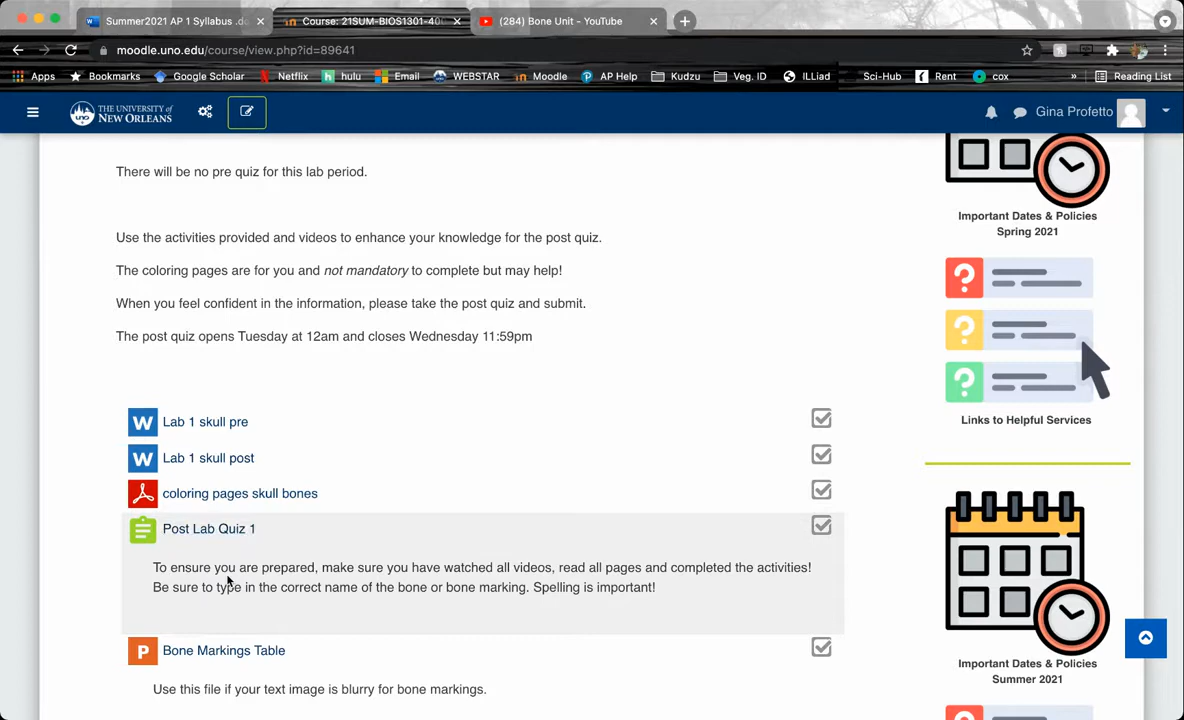 Summer2021 AP 1 Syllabus .do
Course: 21SUM-BIOS1301-40
(284) Bone Unit - YouTube
moodle.uno.edu/course/view.php?id=89641
Apps Bookmarks Google Scholar Netflix hulu Email WEBSTAR Moodle AP Help Kudzu Veg. ID ILLiad Sci-Hub Rent cox » Reading List
THE UNIVERSITY of
NEW ORLEANS
Gina Profetto
There will be no pre quiz for this lab period.
Use the activities provided and videos to enhance your knowledge for the post quiz.
The coloring pages are for you and not mandatory to complete but may help!
When you feel confident in the information, please take the post quiz and submit.
The post quiz opens Tuesday at 12am and closes Wednesday 11:59pm
Lab 1 skull pre
Lab 1 skull post
coloring pages skull bones
Post Lab Quiz 1
To ensure you are prepared, make sure you have watched all videos, read all pages and completed the activities!
Be sure to type in the correct name of the bone or bone marking. Spelling is important!
Bone Markings Table
Use this file if your text image is blurry for bone markings.
Important Dates & Policies
Spring 2021
Links to Helpful Services
Important Dates & Policies
Summer 2021